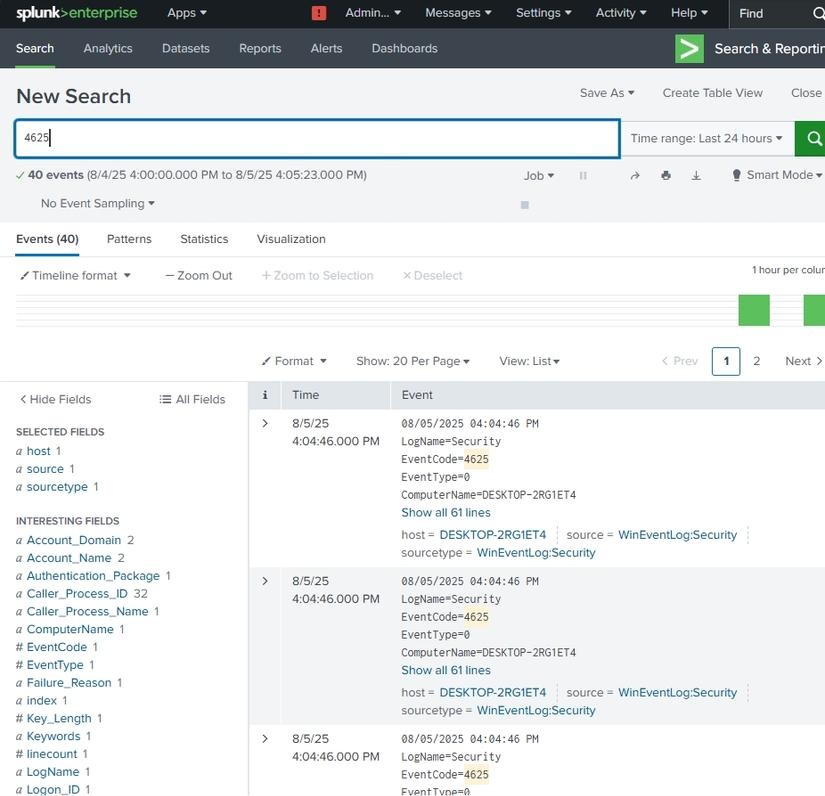 splunk>enterprise Apps ! Admin... Messages Settings Activity Help Find
Search Analytics Datasets Reports Alerts Dashboards > Search & Reportin
New Search Save As Create Table View Close
4625 Time range: Last 24 hours
40 events (8/4/25 4:00:00.000 PM to 8/5/25 4:05:23.000 PM) Job Smart Mode
No Event Sampling
Events (40) Patterns Statistics Visualization
Timeline format — Zoom Out + Zoom to Selection × Deselect 1 hour per colum
Format Show: 20 Per Page View: List < Prev 1 2 Next >
< Hide Fields All Fields
SELECTED FIELDS
a host 1
a source 1
a sourcetype 1
INTERESTING FIELDS
a Account_Domain 2
a Account_Name 2
a Authentication_Package 1
a Caller_Process_ID 32
a Caller_Process_Name 1
a ComputerName 1
# EventCode 1
# EventType 1
a Failure_Reason 1
a index 1
# Key_Length 1
a Keywords 1
# linecount 1
a LogName 1
a Logon_ID 1
i Time Event
> 8/5/25 08/05/2025 04:04:46 PM
4:04:46.000 PM LogName=Security
EventCode=4625
EventType=0
ComputerName=DESKTOP-2RG1ET4
Show all 61 lines
host = DESKTOP-2RG1ET4 source = WinEventLog:Security
sourcetype = WinEventLog:Security
> 8/5/25 08/05/2025 04:04:46 PM
4:04:46.000 PM LogName=Security
EventCode=4625
EventType=0
ComputerName=DESKTOP-2RG1ET4
Show all 61 lines
host = DESKTOP-2RG1ET4 source = WinEventLog:Security
sourcetype = WinEventLog:Security
> 8/5/25 08/05/2025 04:04:46 PM
4:04:46.000 PM LogName=Security
EventCode=4625
EventType=0